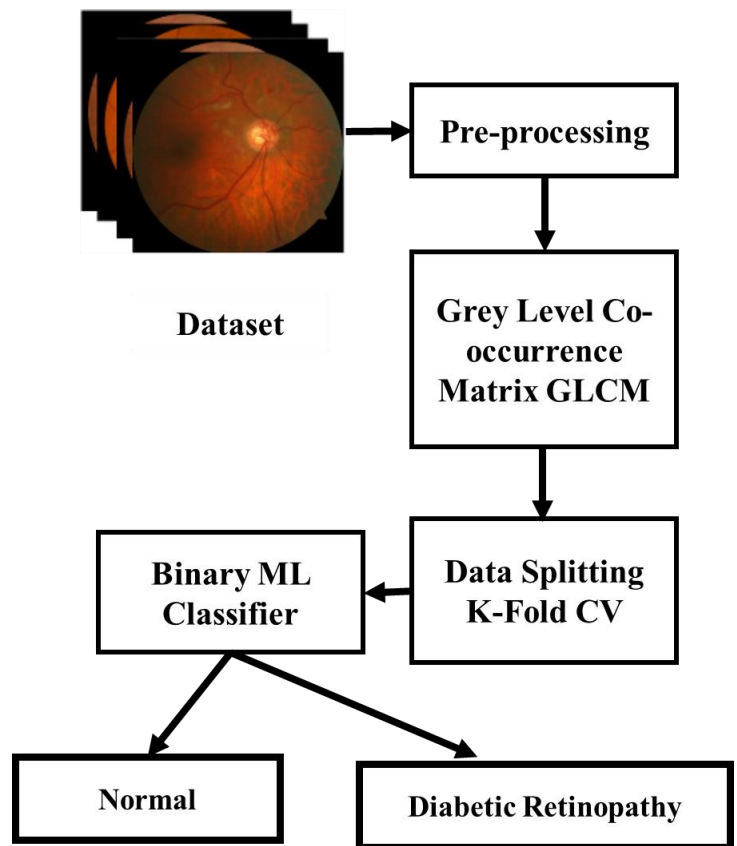 Pre-processing
Dataset
Grey Level Co-
occurrence
Matrix GLCM
Data Splitting
K-Fold CV
Binary ML
Classifier
Normal
Diabetic Retinopathy